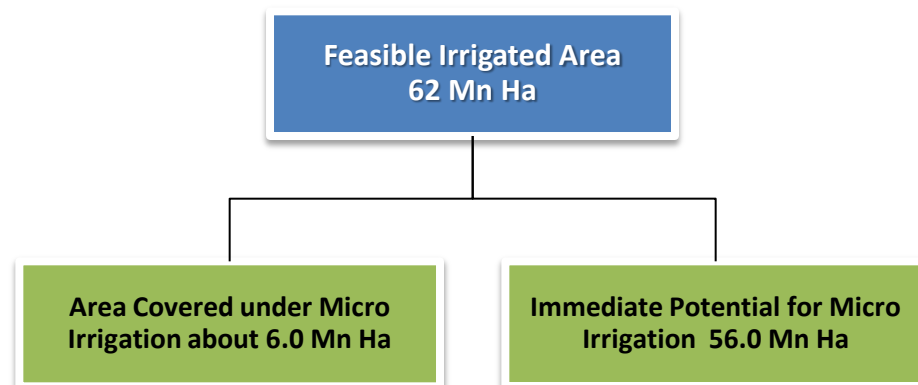 Feasible Irrigated Area
62 Mn Ha
Area Covered under Micro
Irrigation about 6.0 Mn Ha
Immediate Potential for Micro
Irrigation  56.0 Mn Ha